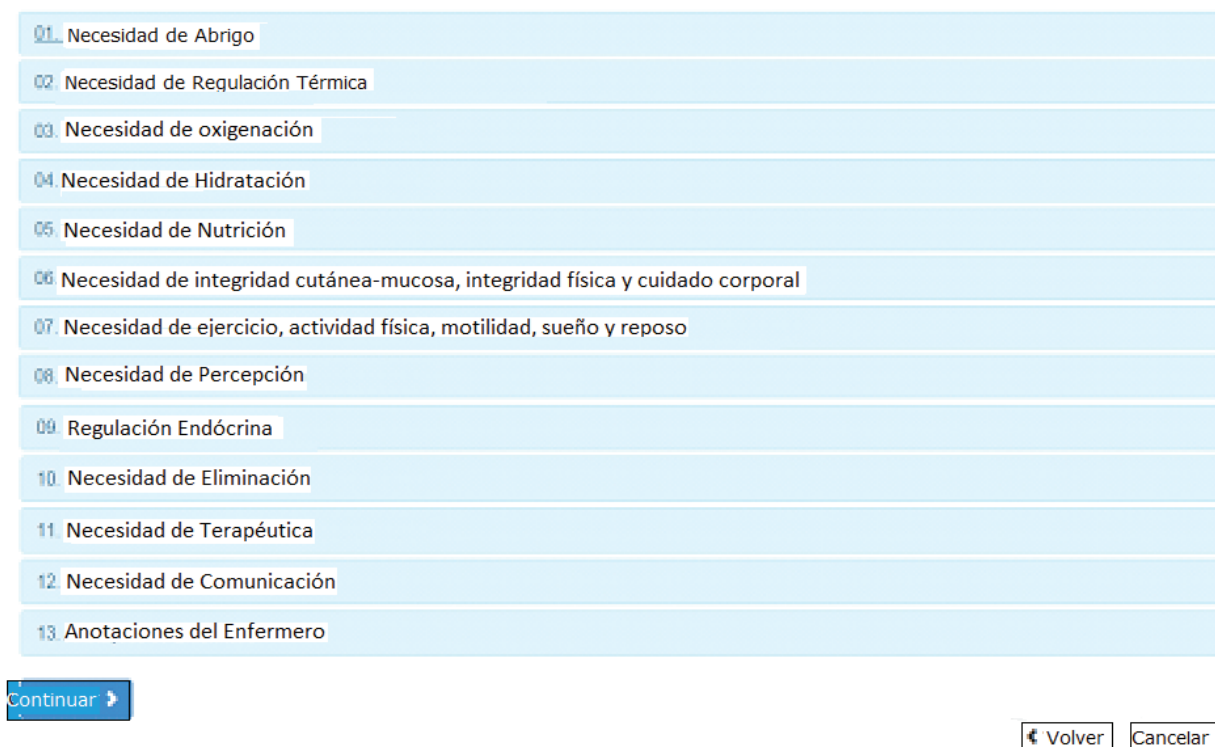 01. Necesidad de Abrigo
02. Necesidad de Regulación Térmica
03. Necesidad de oxigenación
04. Necesidad de Hidratación
05. Necesidad de Nutrición
06. Necesidad de integridad cutánea-mucosa, integridad física y cuidado corporal
07. Necesidad de ejercicio, actividad física, motilidad, sueño y reposo
08. Necesidad de Percepción
09. Regulación Endócrina
10. Necesidad de Eliminación
11. Necesidad de Terapéutica
12. Necesidad de Comunicación
13. Anotaciones del Enfermero
Continuar
Volver Cancelar